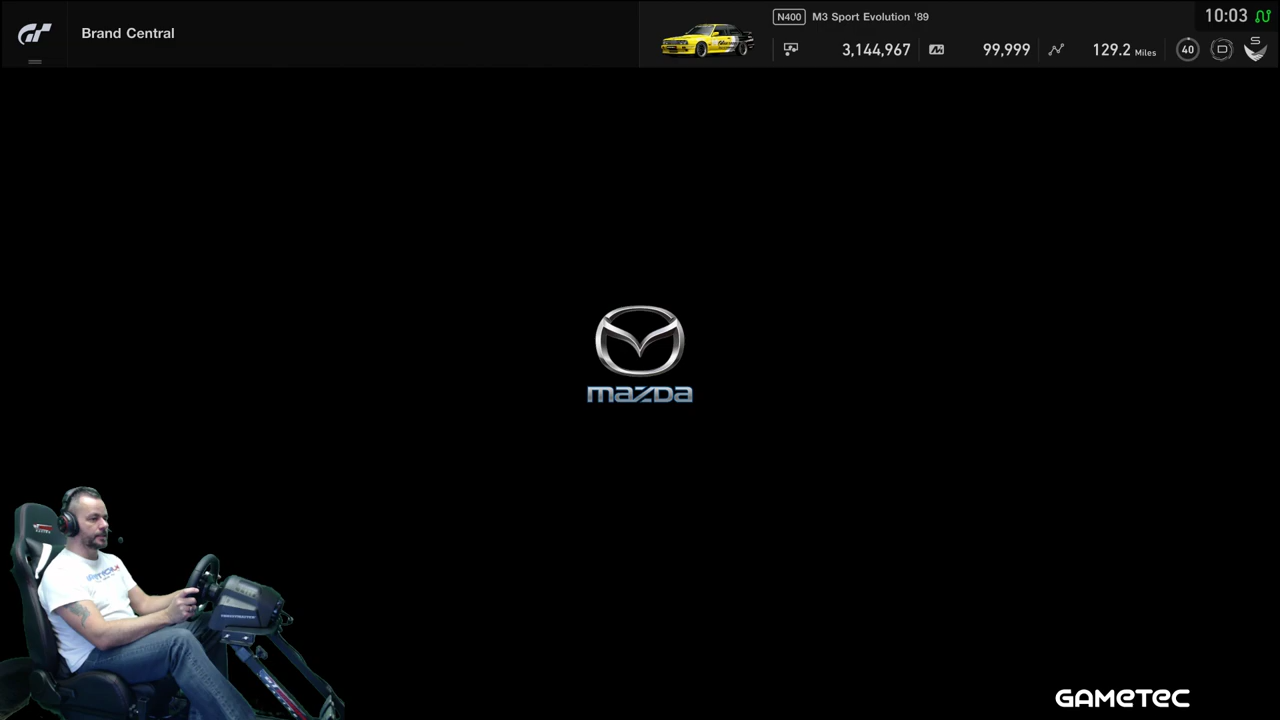 GT
Brand Central
N400 M3 Sport Evolution '89
10:03
3,144,967
99,999
129.2 Miles
40
D
S
mazda
GAMETEC